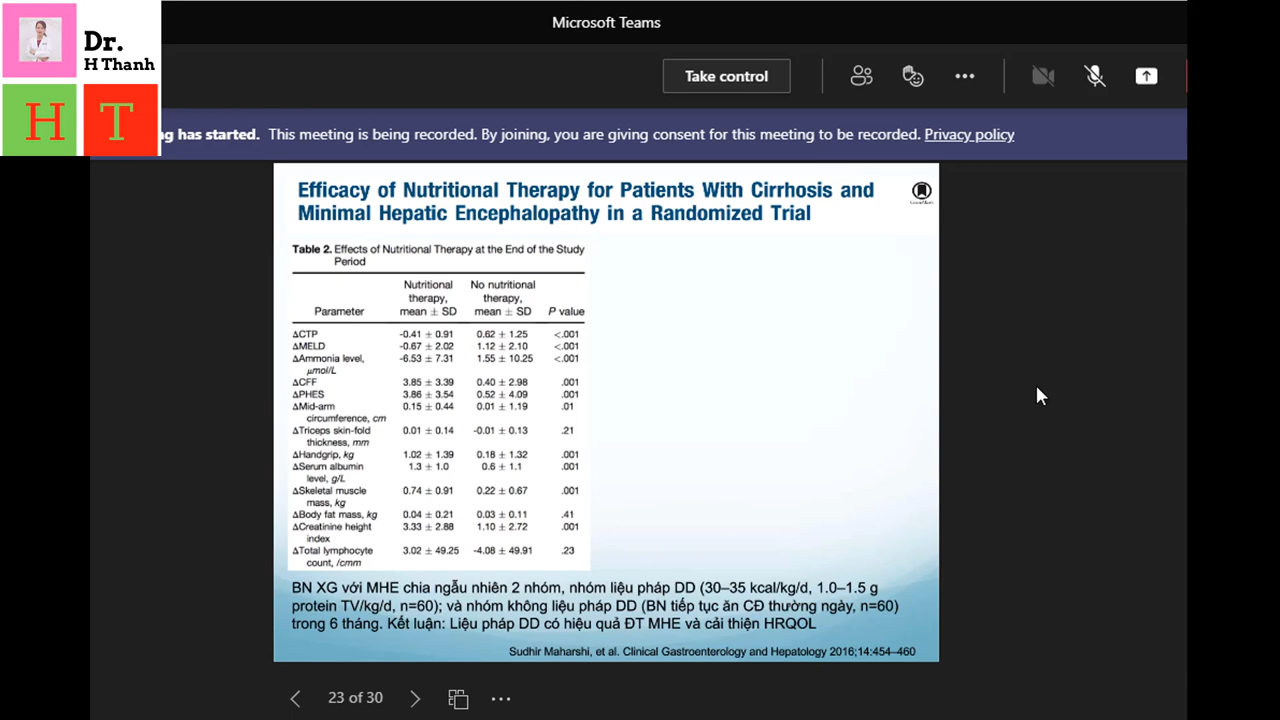 Microsoft Teams
Dr.
H Thanh
H T
Take control
ng has started. This meeting is being recorded. By joining, you are giving consent for this meeting to be recorded. Privacy policy
Efficacy of Nutritional Therapy for Patients With Cirrhosis and
Minimal Hepatic Encephalopathy in a Randomized Trial
Table 2. Effects of Nutritional Therapy at the End of the Study
Period
Nutritional No nutritional
therapy, therapy,
Parameter mean ± SD mean ± SD P value
ΔCTP -0.41 ± 0.91 0.62 ± 1.25 <.001
ΔMELD -0.67 ± 2.02 1.12 ± 2.10 <.001
ΔAmmonia level, -6.53 ± 7.31 1.55 ± 10.25 <.001
μmol/L
ΔCFF 3.85 ± 3.39 0.40 ± 2.98 .001
ΔPHES 3.86 ± 3.54 0.52 ± 4.09 .001
ΔMid-arm 0.15 ± 0.44 0.01 ± 1.19 .01
circumference, cm
ΔTriceps skin-fold 0.01 ± 0.14 -0.01 ± 0.13 .21
thickness, mm
ΔHandgrip, kg 1.02 ± 1.39 0.18 ± 1.32 .001
ΔSerum albumin 1.3 ± 1.0 0.6 ± 1.1 .001
level, g/L
ΔSkeletal muscle 0.74 ± 0.91 0.22 ± 0.67 .001
mass, kg
ΔBody fat mass, kg 0.04 ± 0.21 0.03 ± 0.11 .41
ΔCreatinine height 3.33 ± 2.88 1.10 ± 2.72 .001
index
ΔTotal lymphocyte 3.02 ± 49.25 -4.08 ± 49.91 .23
count, /cmm
BN XG với MHE chia ngẫu nhiên 2 nhóm, nhóm liệu pháp DD (30–35 kcal/kg/d, 1.0–1.5 g
protein TV/kg/d, n=60); và nhóm không liệu pháp DD (BN tiếp tục ăn CĐ thường ngày, n=60)
trong 6 tháng. Kết luận: Liệu pháp DD có hiệu quả ĐT MHE và cải thiện HRQOL
Sudhir Maharshi, et al. Clinical Gastroenterology and Hepatology 2016;14:454–460
23 of 30